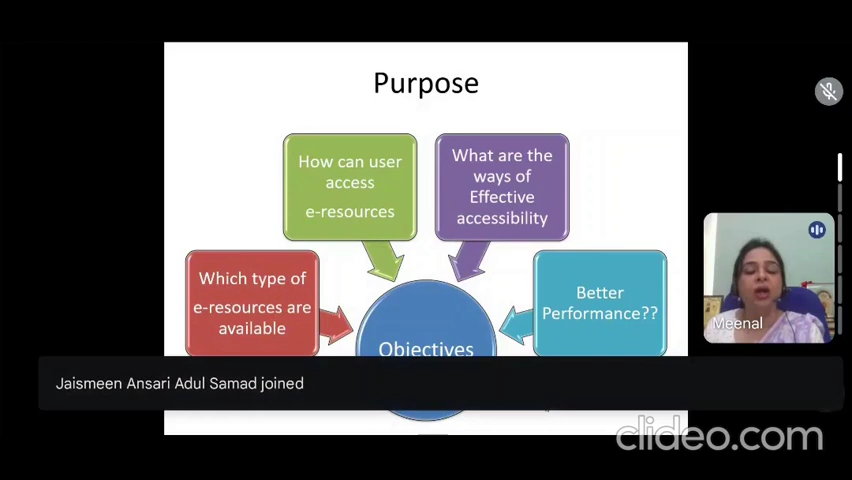 Purpose
How can user
access
e-resources
What are the
ways of
Effective
accessibility
Which type of
e-resources are
available
Better
Performance??
Objectives
Meenal
Jaismeen Ansari Adul Samad joined
clideo.com